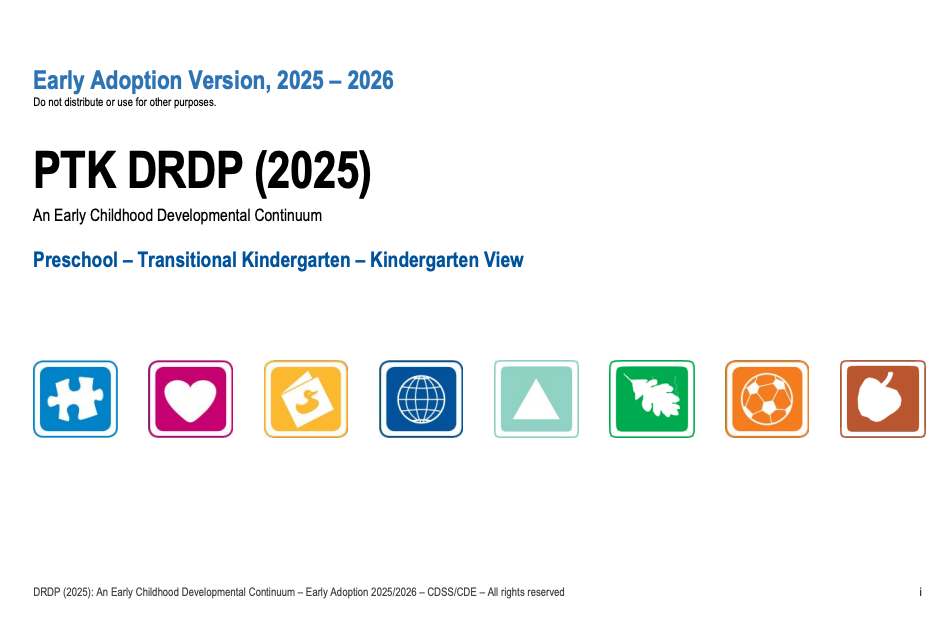 Early Adoption Version, 2025 – 2026
Do not distribute or use for other purposes.
PTK DRDP (2025)
An Early Childhood Developmental Continuum
Preschool – Transitional Kindergarten – Kindergarten View
DRDP (2025): An Early Childhood Developmental Continuum – Early Adoption 2025/2026 – CDSS/CDE – All rights reserved i